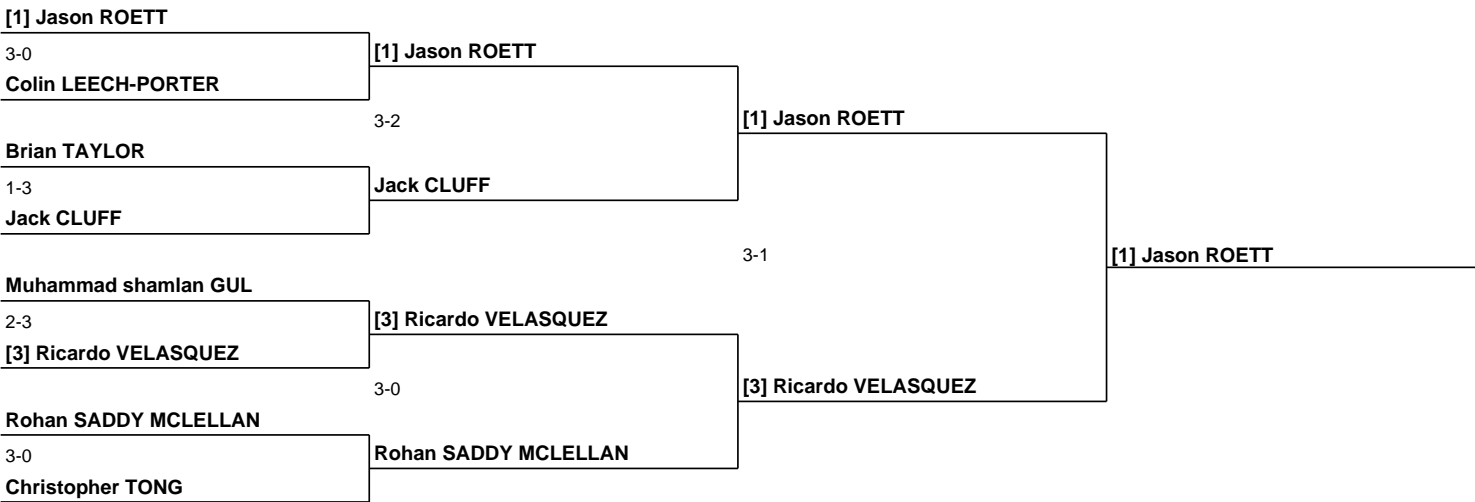 [1] Jason ROETT
3-0
[1] Jason ROETT
Colin LEECH-PORTER
3-2
[1] Jason ROETT
Brian TAYLOR
1-3
Jack CLUFF
Jack CLUFF
3-1
[1] Jason ROETT
Muhammad shamlan GUL
2-3
[3] Ricardo VELASQUEZ
[3] Ricardo VELASQUEZ
3-0
[3] Ricardo VELASQUEZ
Rohan SADDY MCLELLAN
3-0
Rohan SADDY MCLELLAN
Christopher TONG